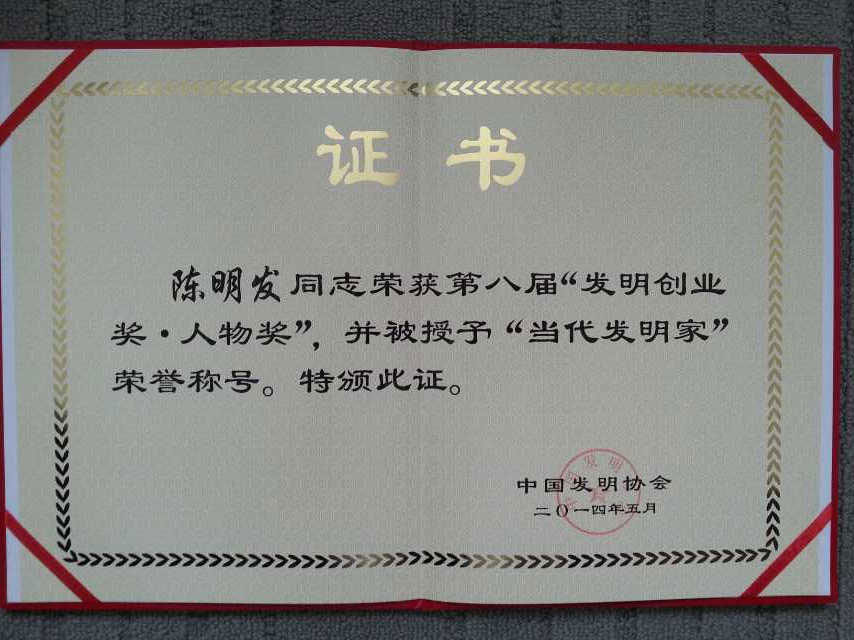 证书
陈明发同志荣获第八届“发明创业
奖·人物奖”,并被授予“当代发明家”
荣誉称号。特颁此证。
中国发明协会
二〇一四年五月